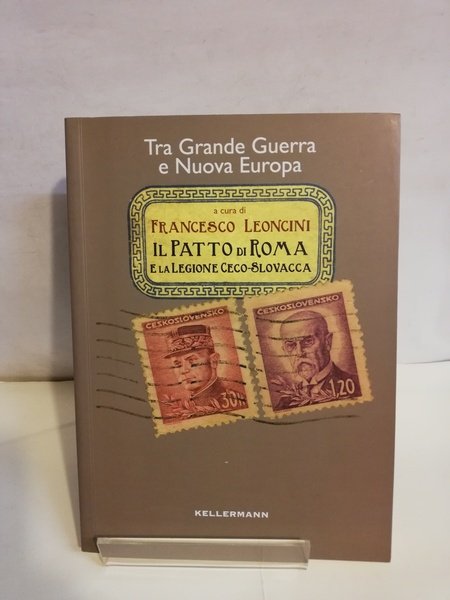 Tra Grande Guerra
e Nuova Europa
a cura di
FRANCESCO LEONCINI
IL PATTO DI ROMA
E LA LEGIONE CECO-SLOVACCA
ČESKOSLOVENSKO
30h
ČESKOSLOVENSKO
1,20
KELLERMANN